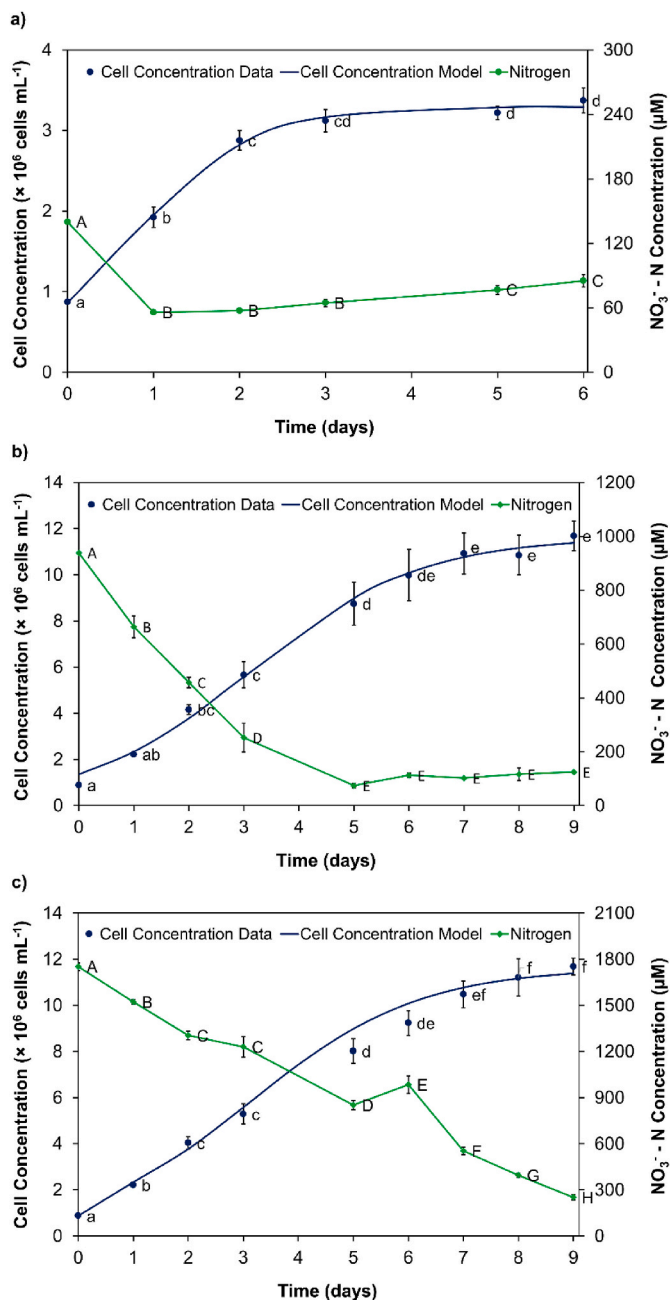 a)
Cell Concentration Data Cell Concentration Model Nitrogen
Cell Concentration (× 10⁶ cells mL⁻¹)
NO₃⁻ - N Concentration (µM)
4
3
2
1
0
300
240
180
120
60
0
a
b
c
cd
d
d
A
B
B
B
C
C
0 1 2 3 4 5 6
Time (days)
b)
Cell Concentration Data Cell Concentration Model Nitrogen
Cell Concentration (× 10⁶ cells mL⁻¹)
NO₃⁻ - N Concentration (µM)
14
12
10
8
6
4
2
0
1200
1000
800
600
400
200
0
a
ab
bc
c
d
de
e
e
e
A
B
C
D
E
E
E
E
E
0 1 2 3 4 5 6 7 8 9
Time (days)
c)
Cell Concentration Data Cell Concentration Model Nitrogen
Cell Concentration (× 10⁶ cells mL⁻¹)
NO₃⁻ - N Concentration (µM)
14
12
10
8
6
4
2
0
2100
1800
1500
1200
900
600
300
0
a
b
c
c
d
de
ef
f
f
A
B
C
C
D
E
F
G
H
0 1 2 3 4 5 6 7 8 9
Time (days)